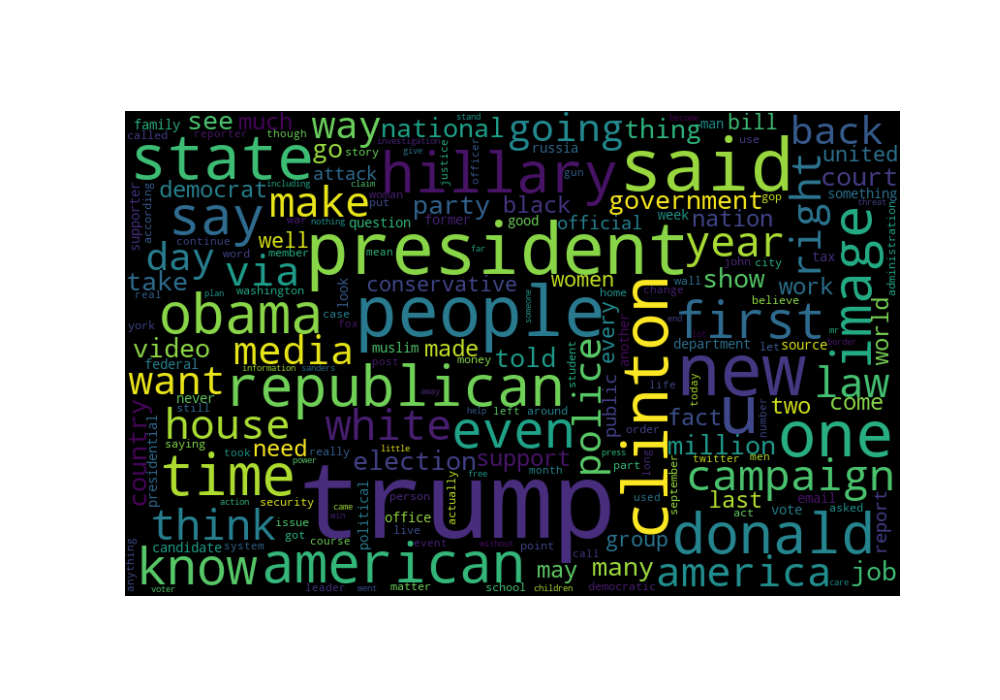 family see much way national going thing man bill back
called reporter though stand become use
state go story investigation give justice officer russia united
hillary said court
attack gun right something
democrat including claim woman government gop threat
supporter according say make put party black official week nation image administration
war nothing question former good john city tax
continue word member president year
day well mean far wall
take via washington look conservative women home change show work
real plan case someone believe world
obama people clinton first
york fox muslim made told every another end department let mr border
video media post money student lot source
federal information sanders republican new law
want never away police public life today
country still house white help left around even fact u number two come one
saying need little press order million
took really election support month part long twitter men
time power trump free campaign
presidential action security came political person actually used september last email vote asked report
think issue got office live act
candidate system course win event without point call group donald
anything know american may many america job
voter leader went matter school children democratic care